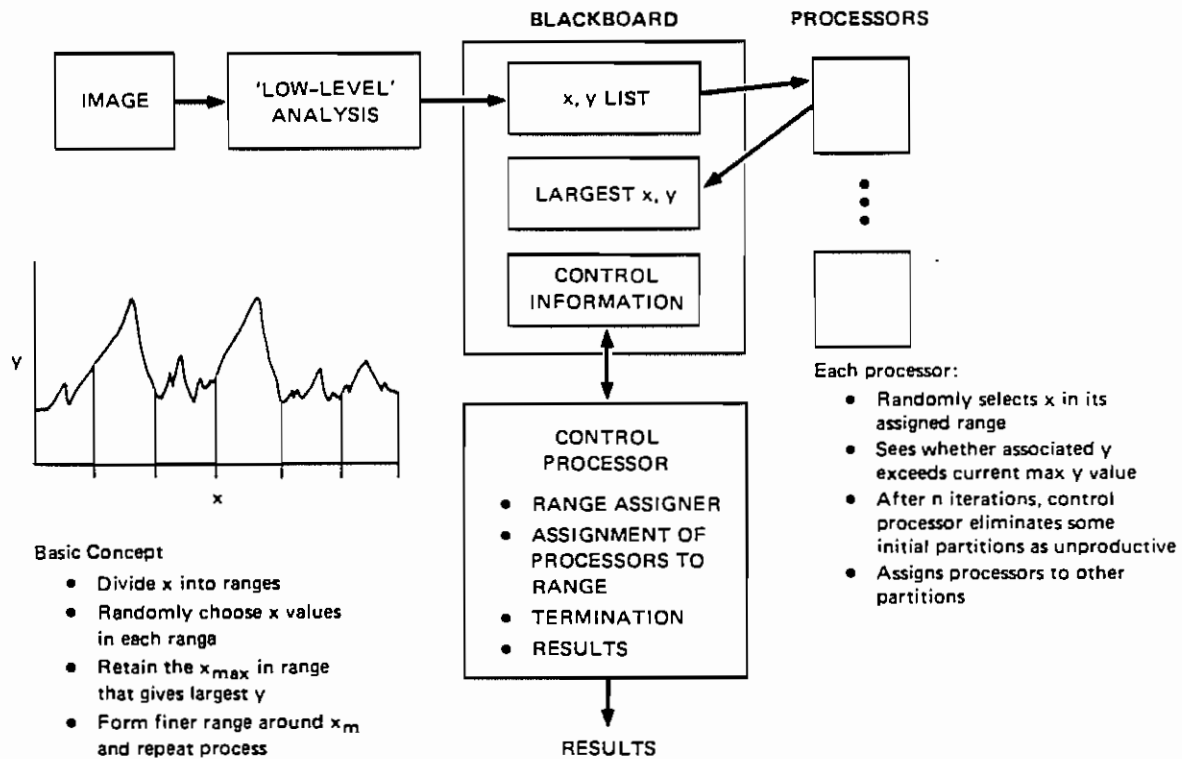 BLACKBOARD
PROCESSORS
IMAGE
'LOW-LEVEL'
ANALYSIS
x, y LIST
LARGEST x, y
CONTROL
INFORMATION
y
x
CONTROL
PROCESSOR
• RANGE ASSIGNER
• ASSIGNMENT OF
PROCESSORS TO
RANGE
• TERMINATION
• RESULTS
RESULTS
Each processor:
• Randomly selects x in its
assigned range
• Sees whether associated y
exceeds current max y value
• After n iterations, control
processor eliminates some
initial partitions as unproductive
• Assigns processors to other
partitions
Basic Concept
• Divide x into ranges
• Randomly choose x values
in each range
• Retain the xmax in range
that gives largest y
• Form finer range around xm
and repeat process